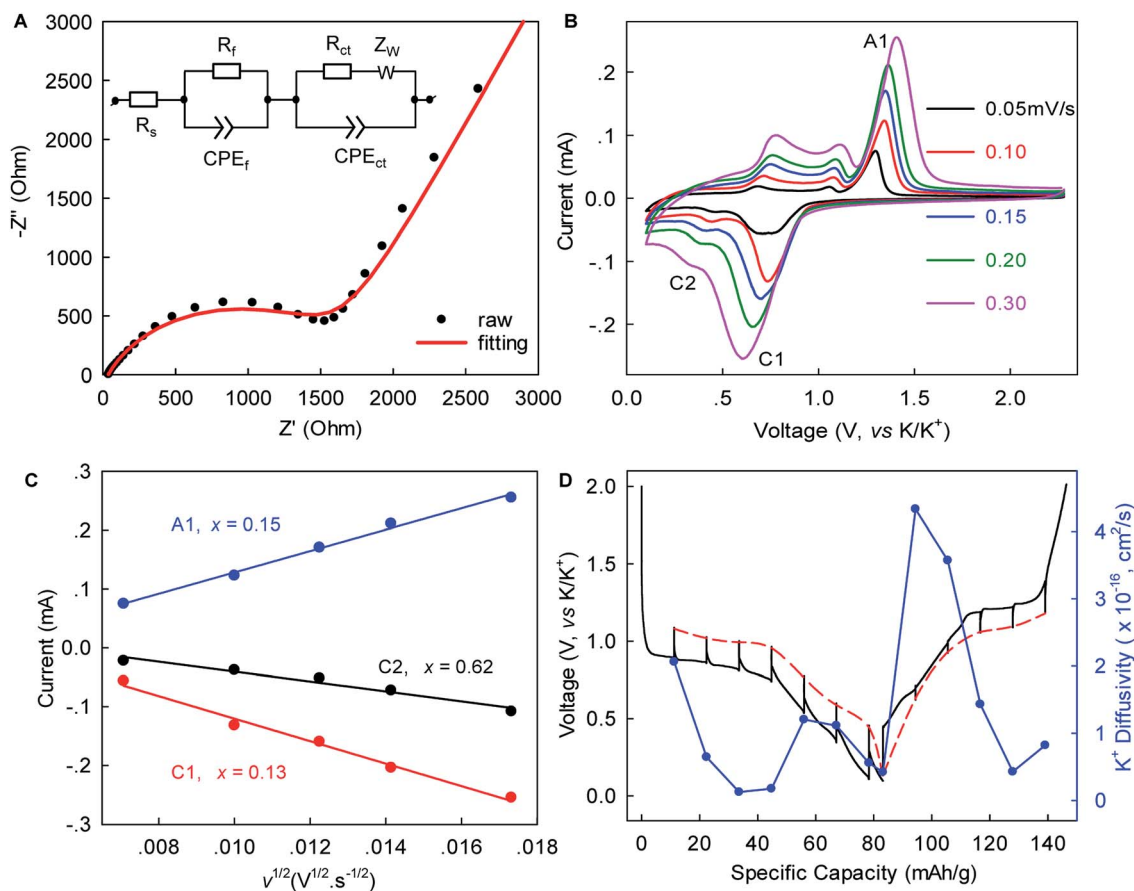 A
3000
2500
2000
1500
1000
500
0
-Z" (Ohm)
R_f
R_ct
Z_W
W
R_s
CPE_f
CPE_ct
raw
fitting
0 500 1000 1500 2000 2500 3000
Z' (Ohm)
B
.2
.1
0.0
-.1
-.2
Current (mA)
A1
0.05mV/s
0.10
0.15
0.20
0.30
C2
C1
0.0 .5 1.0 1.5 2.0
Voltage (V, vs K/K⁺)
C
.3
.2
.1
0.0
-.1
-.2
-.3
Current (mA)
A1, x = 0.15
C2, x = 0.62
C1, x = 0.13
.008 .010 .012 .014 .016 .018
v^1/2(V^1/2.s^-1/2)
D
2.0
1.5
1.0
0.5
0.0
Voltage (V, vs K/K⁺)
4
3
2
1
0
K⁺ Diffusivity ( x 10^-16, cm²/s)
0 20 40 60 80 100 120 140
Specific Capacity (mAh/g)